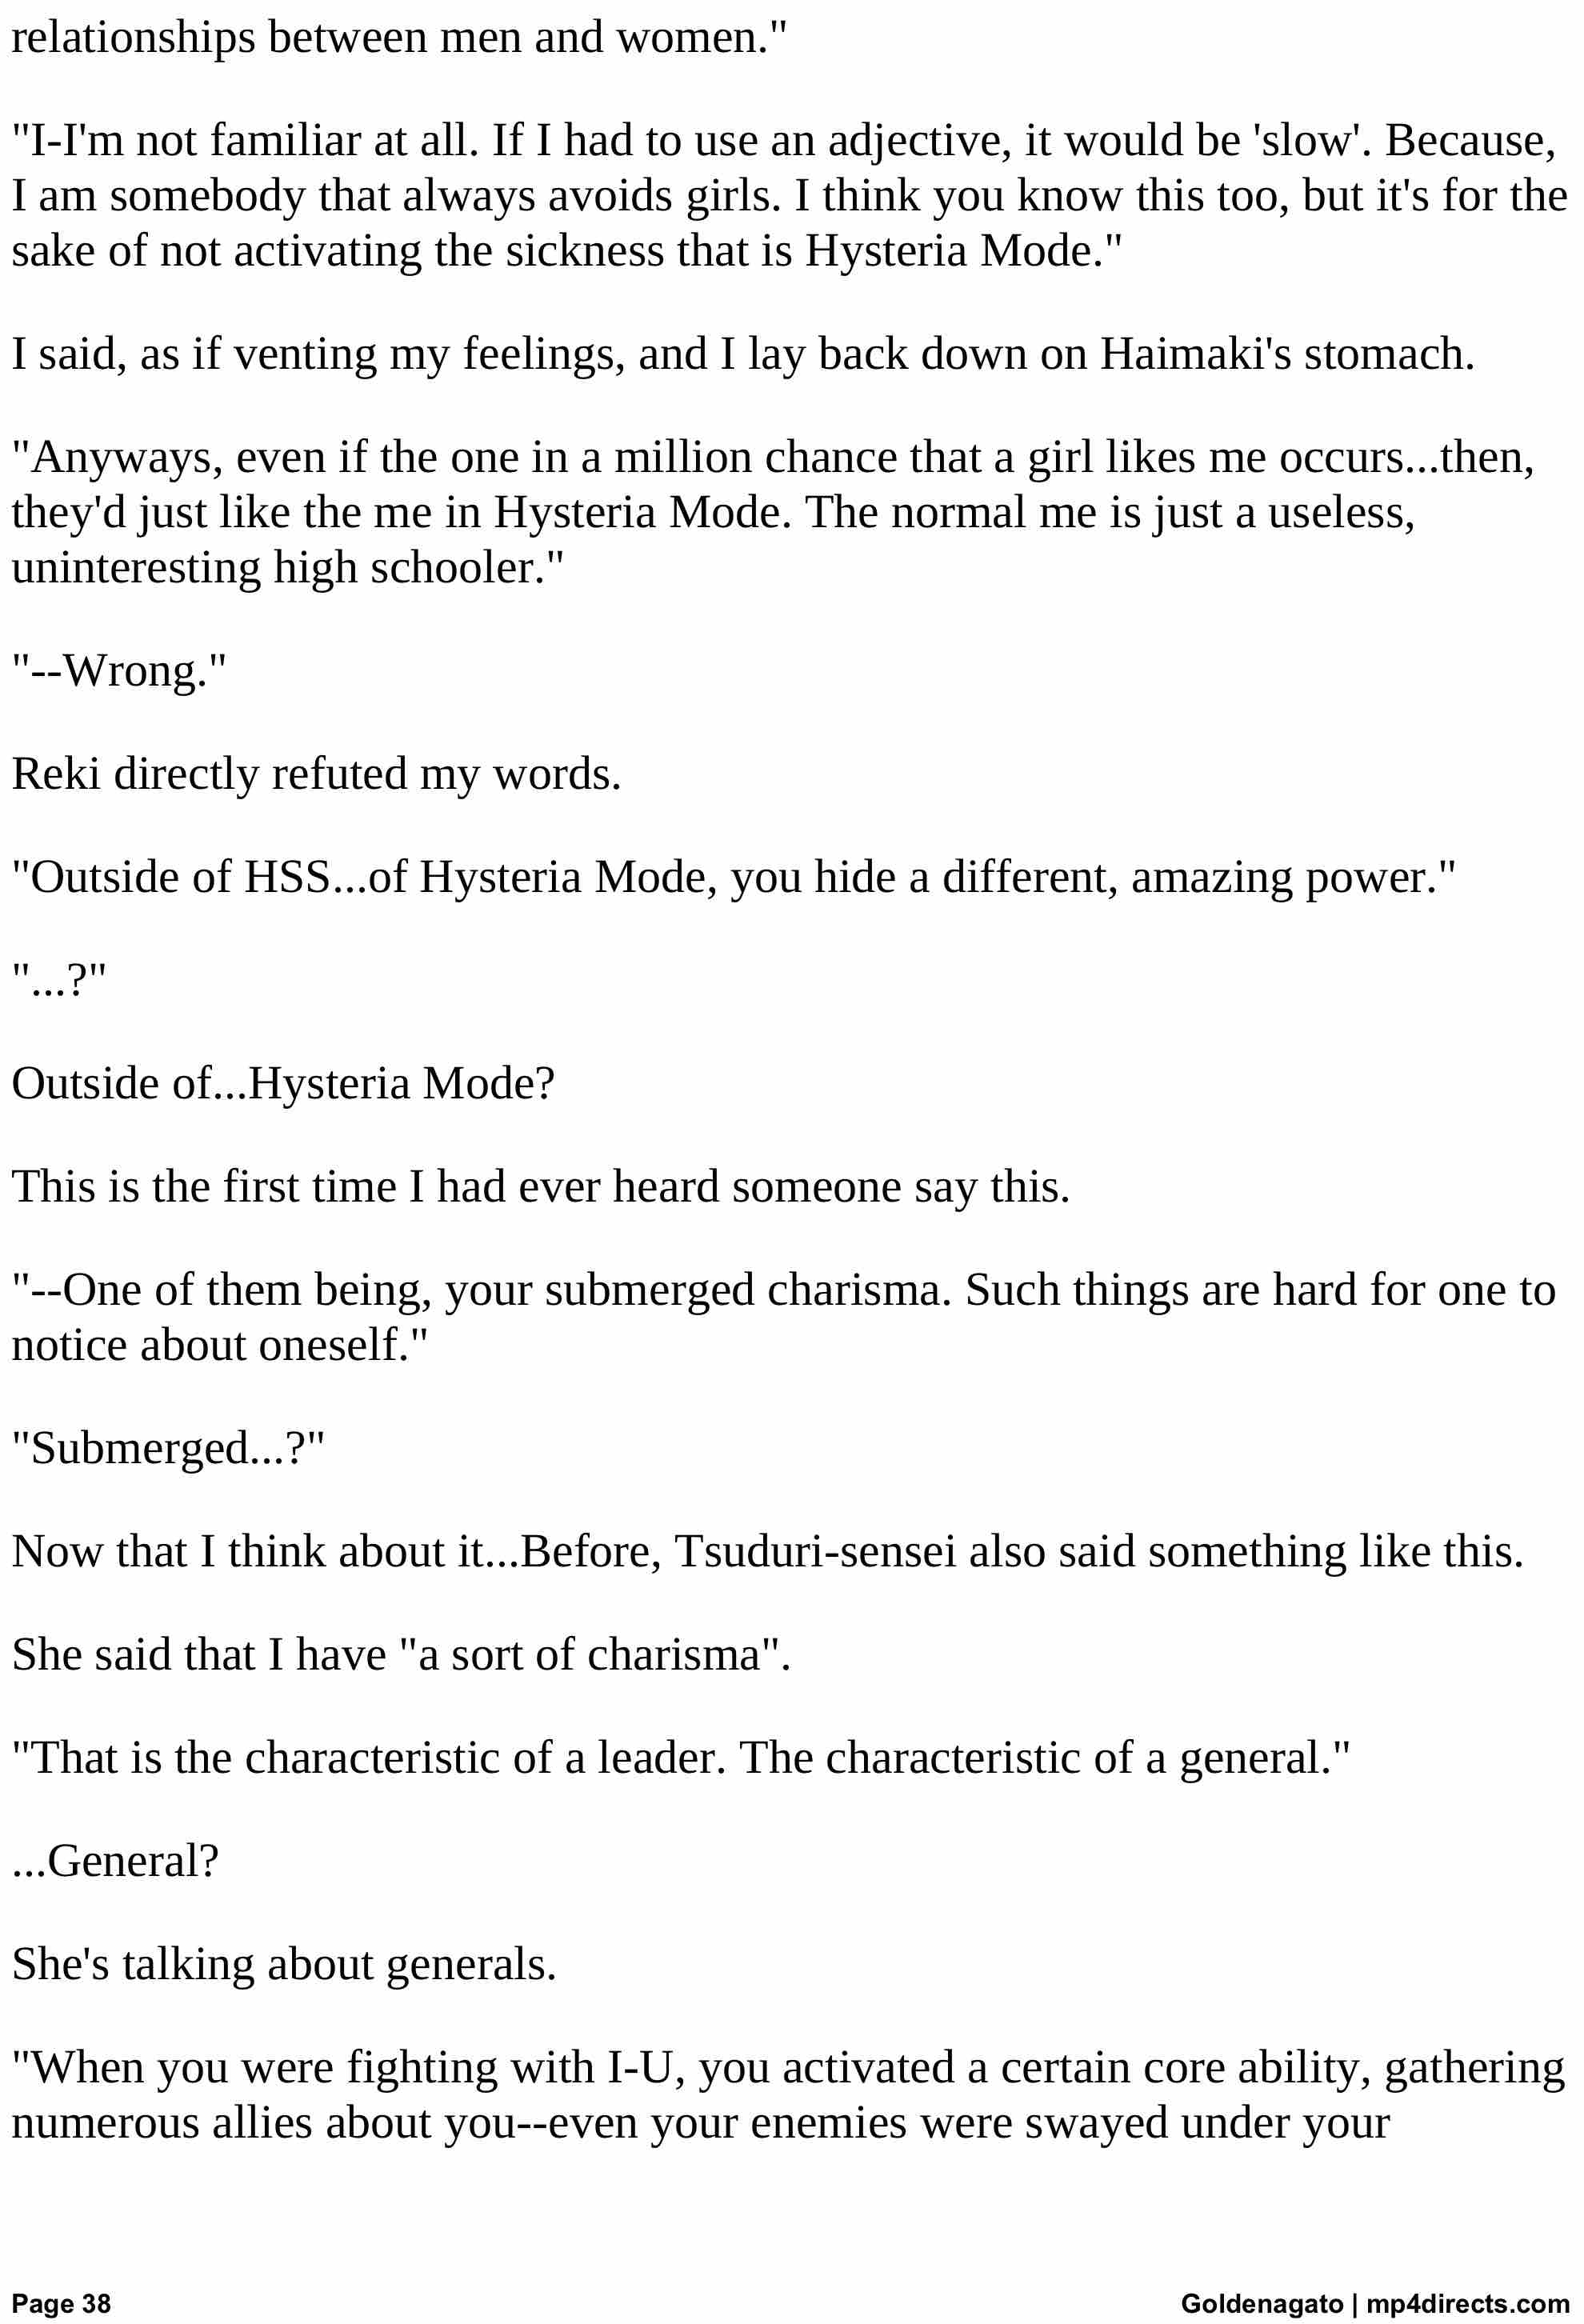 relationships between men and women."
"I-I'm not familiar at all. If I had to use an adjective, it would be 'slow'. Because,
I am somebody that always avoids girls. I think you know this too, but it's for the
sake of not activating the sickness that is Hysteria Mode."
I said, as if venting my feelings, and I lay back down on Haimaki's stomach.
"Anyways, even if the one in a million chance that a girl likes me occurs...then,
they'd just like the me in Hysteria Mode. The normal me is just a useless,
uninteresting high schooler."
"--Wrong."
Reki directly refuted my words.
"Outside of HSS...of Hysteria Mode, you hide a different, amazing power."
"...?"
Outside of...Hysteria Mode?
This is the first time I had ever heard someone say this.
"--One of them being, your submerged charisma. Such things are hard for one to
notice about oneself."
"Submerged...?"
Now that I think about it...Before, Tsuduri-sensei also said something like this.
She said that I have "a sort of charisma".
"That is the characteristic of a leader. The characteristic of a general."
...General?
She's talking about generals.
"When you were fighting with I-U, you activated a certain core ability, gathering
numerous allies about you--even your enemies were swayed under your
Page 38
Goldenagato | mp4directs.com